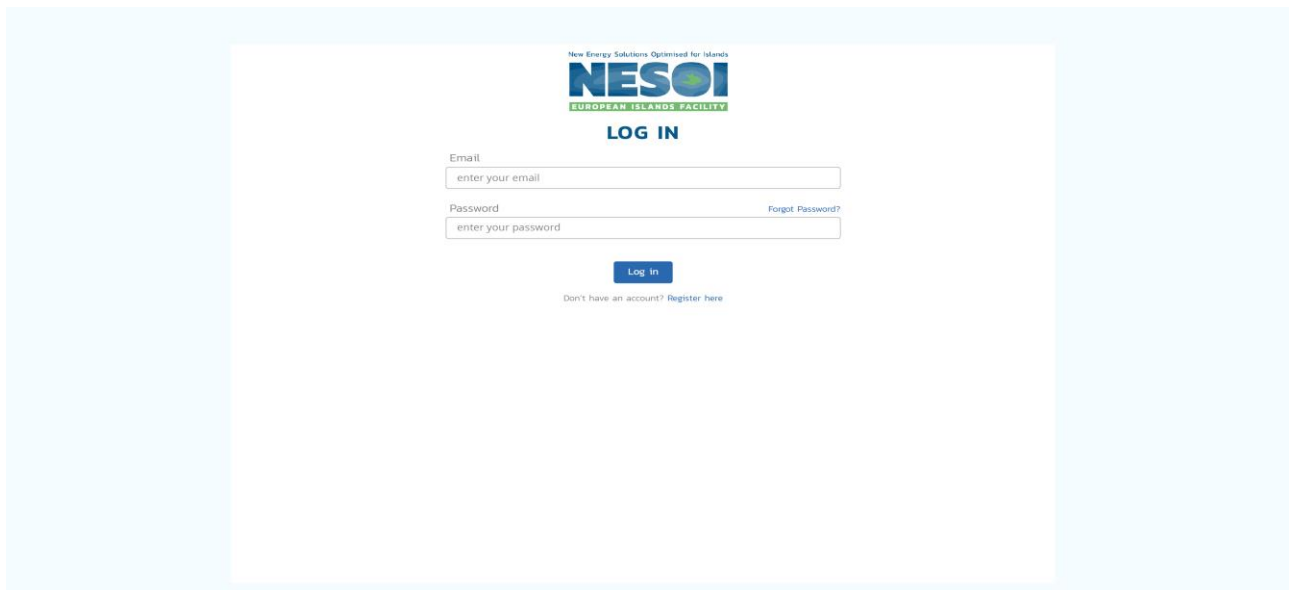 New Energy Solutions Optimised for Islands
NESOI
EUROPEAN ISLANDS FACILITY
LOG IN
Email
enter your email
Password Forgot Password?
enter your password
Log in
Don't have an account? Register here